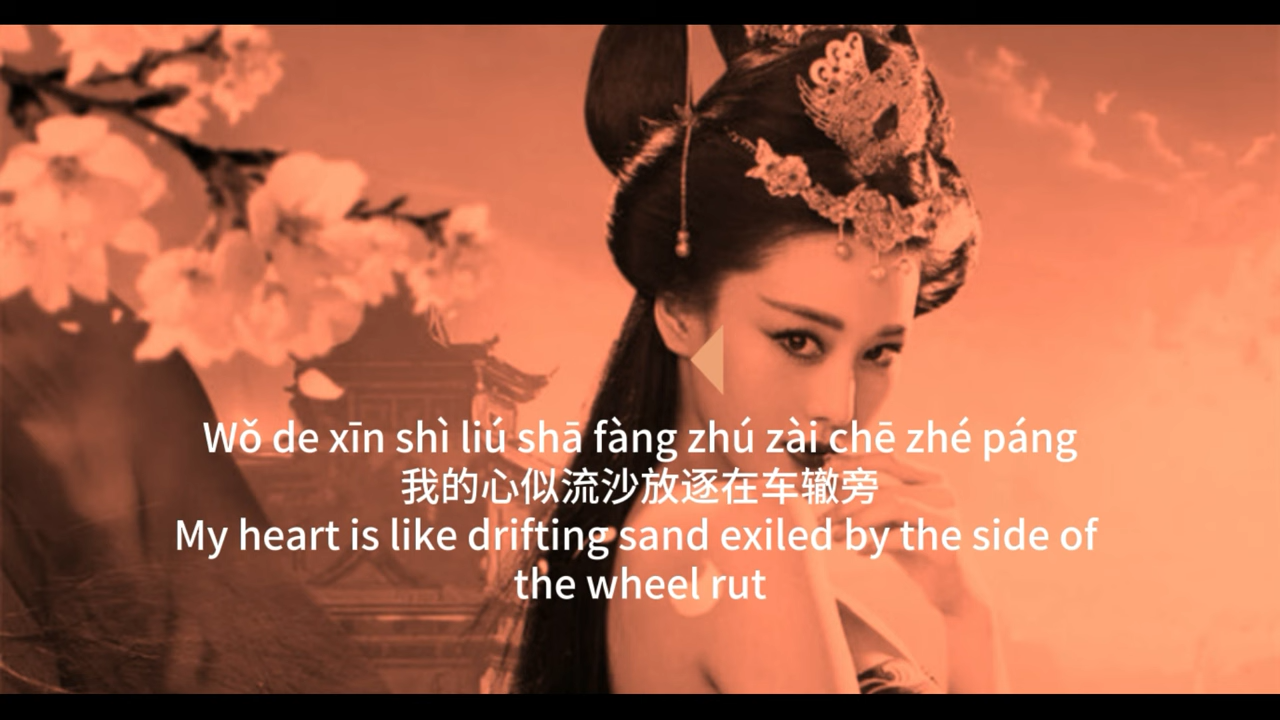 Wǒ de xīn shì liú shā fàng zhú zài chē zhé páng
我的心似流沙放逐在车辙旁
My heart is like drifting sand exiled by the side of
the wheel rut